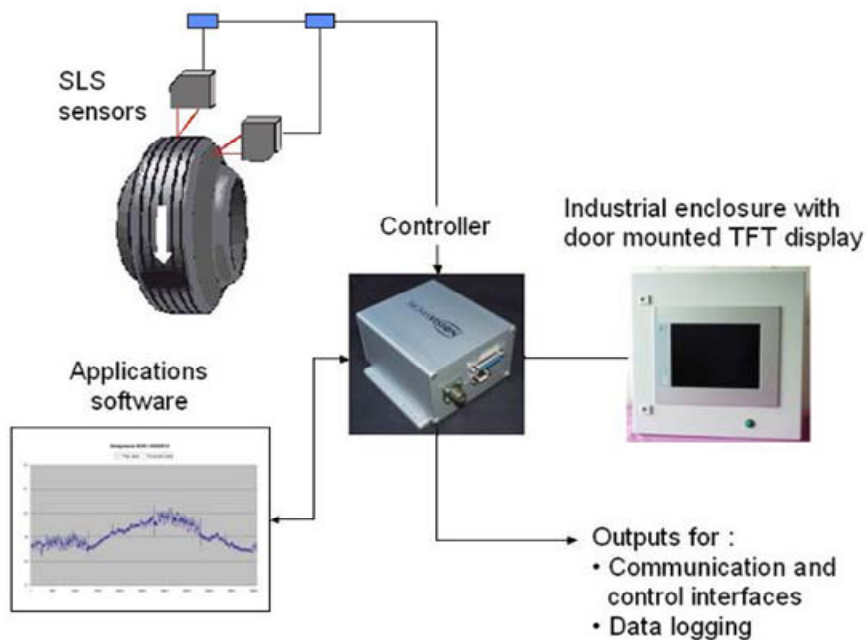 SLS
sensors
Controller
Industrial enclosure with
door mounted TFT display
Applications
software
Outputs for :
• Communication and
control interfaces
• Data logging